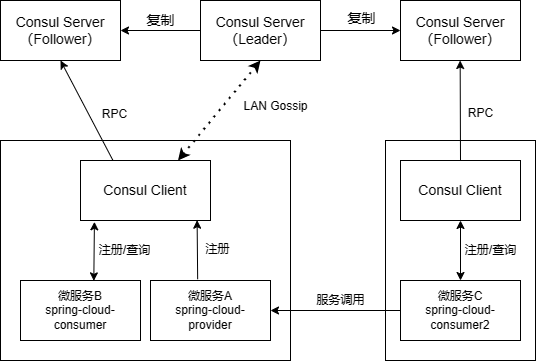 Consul Server
（Follower）
复制
Consul Server
（Leader）
复制
Consul Server
（Follower）
RPC
LAN Gossip
RPC
Consul Client
Consul Client
注册/查询
注册
注册/查询
微服务B
spring-cloud-
consumer
微服务A
spring-cloud-
provider
服务调用
微服务C
spring-cloud-
consumer2